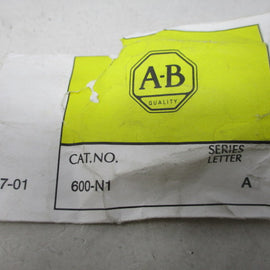 A-B
QUALITY
CAT.NO.
SERIES
LETTER
7-01
600-N1
A